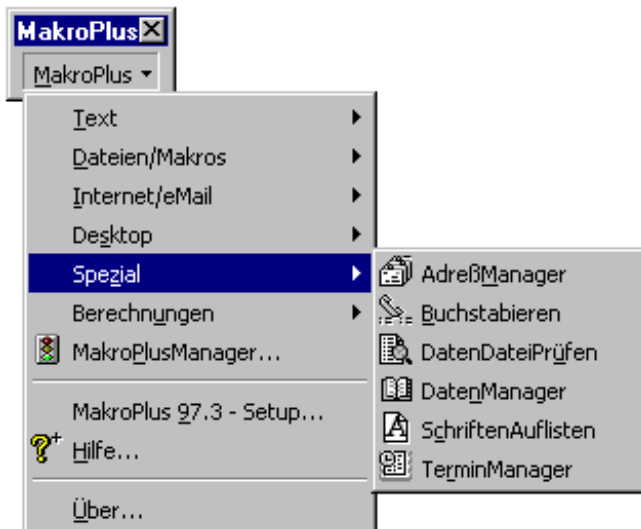 MakroPlus
MakroPlus
Text
Dateien/Makros
Internet/eMail
Desktop
Spezial
Berechnungen
MakroPlusManager...
MakroPlus 97.3 - Setup...
Hilfe...
Über...
AdreßManager
Buchstabieren
DatenDateiPrüfen
DatenManager
SchriftenAuflisten
TerminManager